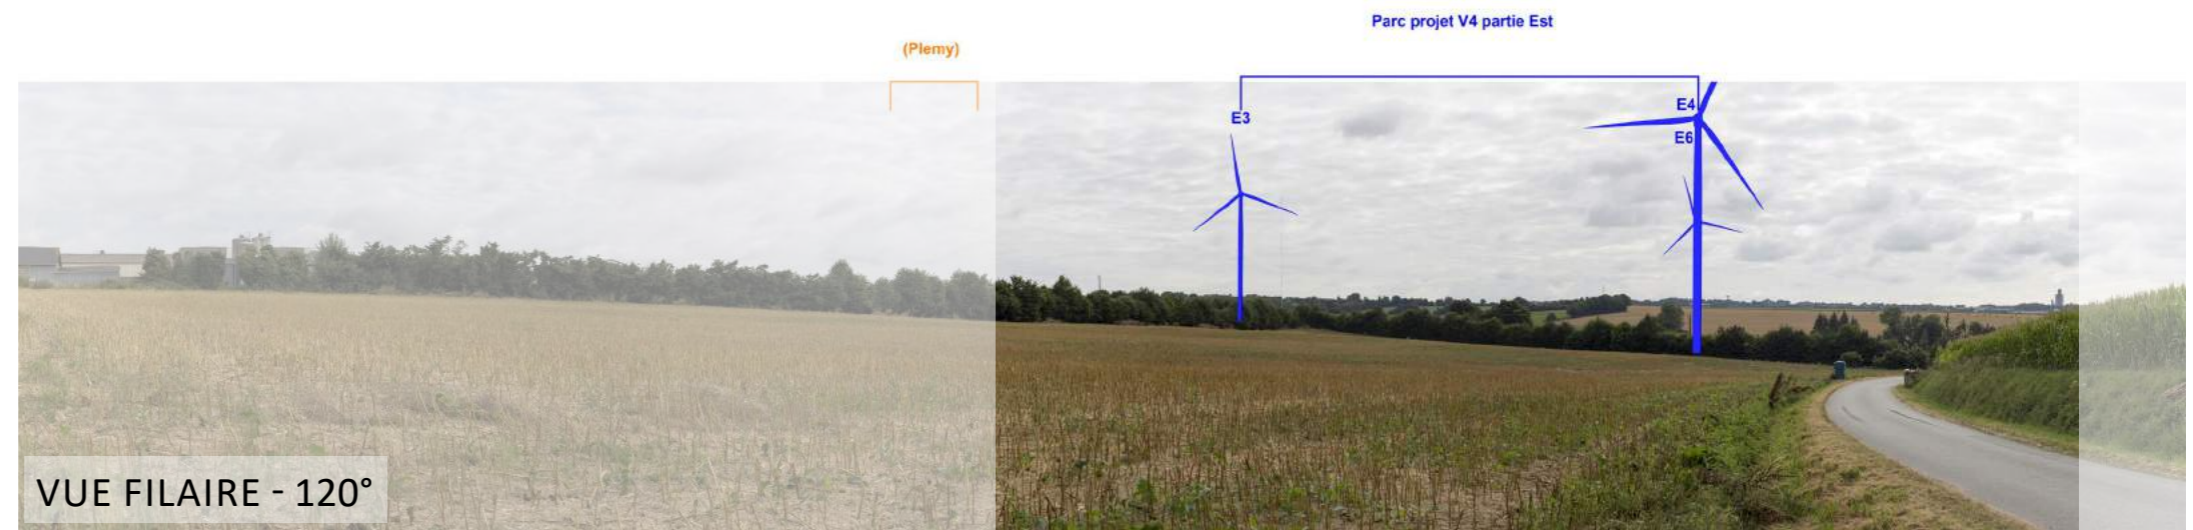 Parc projet V4 partie Est
(Plemy)
E4
E3
E6
VUE FILAIRE - 120°